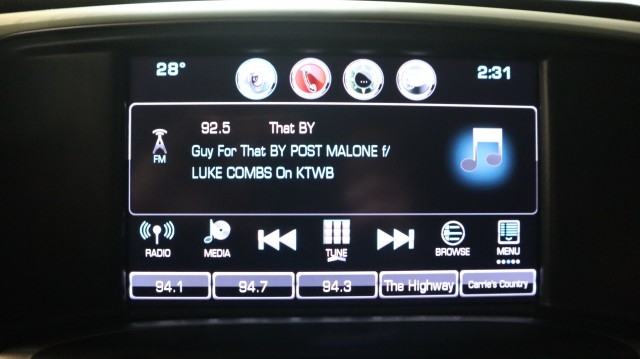 28° 2:31
92.5 That BY
FM
Guy For That BY POST MALONE f/
LUKE COMBS On KTWB
RADIO MEDIA TUNE BROWSE MENU
94.1 94.7 94.3 The Highway Carrie's Country